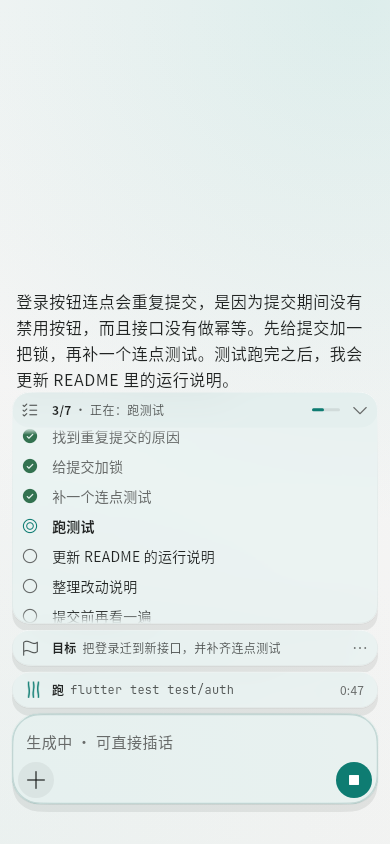 登录按钮连点会重复提交，是因为提交期间没有
禁用按钮，而且接口没有做幂等。先给提交加一
把锁，再补一个连点测试。测试跑完之后，我会
更新 README 里的运行说明。
3/7 · 正在：跑测试
找到重复提交的原因
给提交加锁
补一个连点测试
跑测试
更新 README 的运行说明
整理改动说明
提交前再看一遍
目标 把登录迁到新接口，并补齐连点测试
跑 flutter test test/auth 0:47
生成中 · 可直接插话